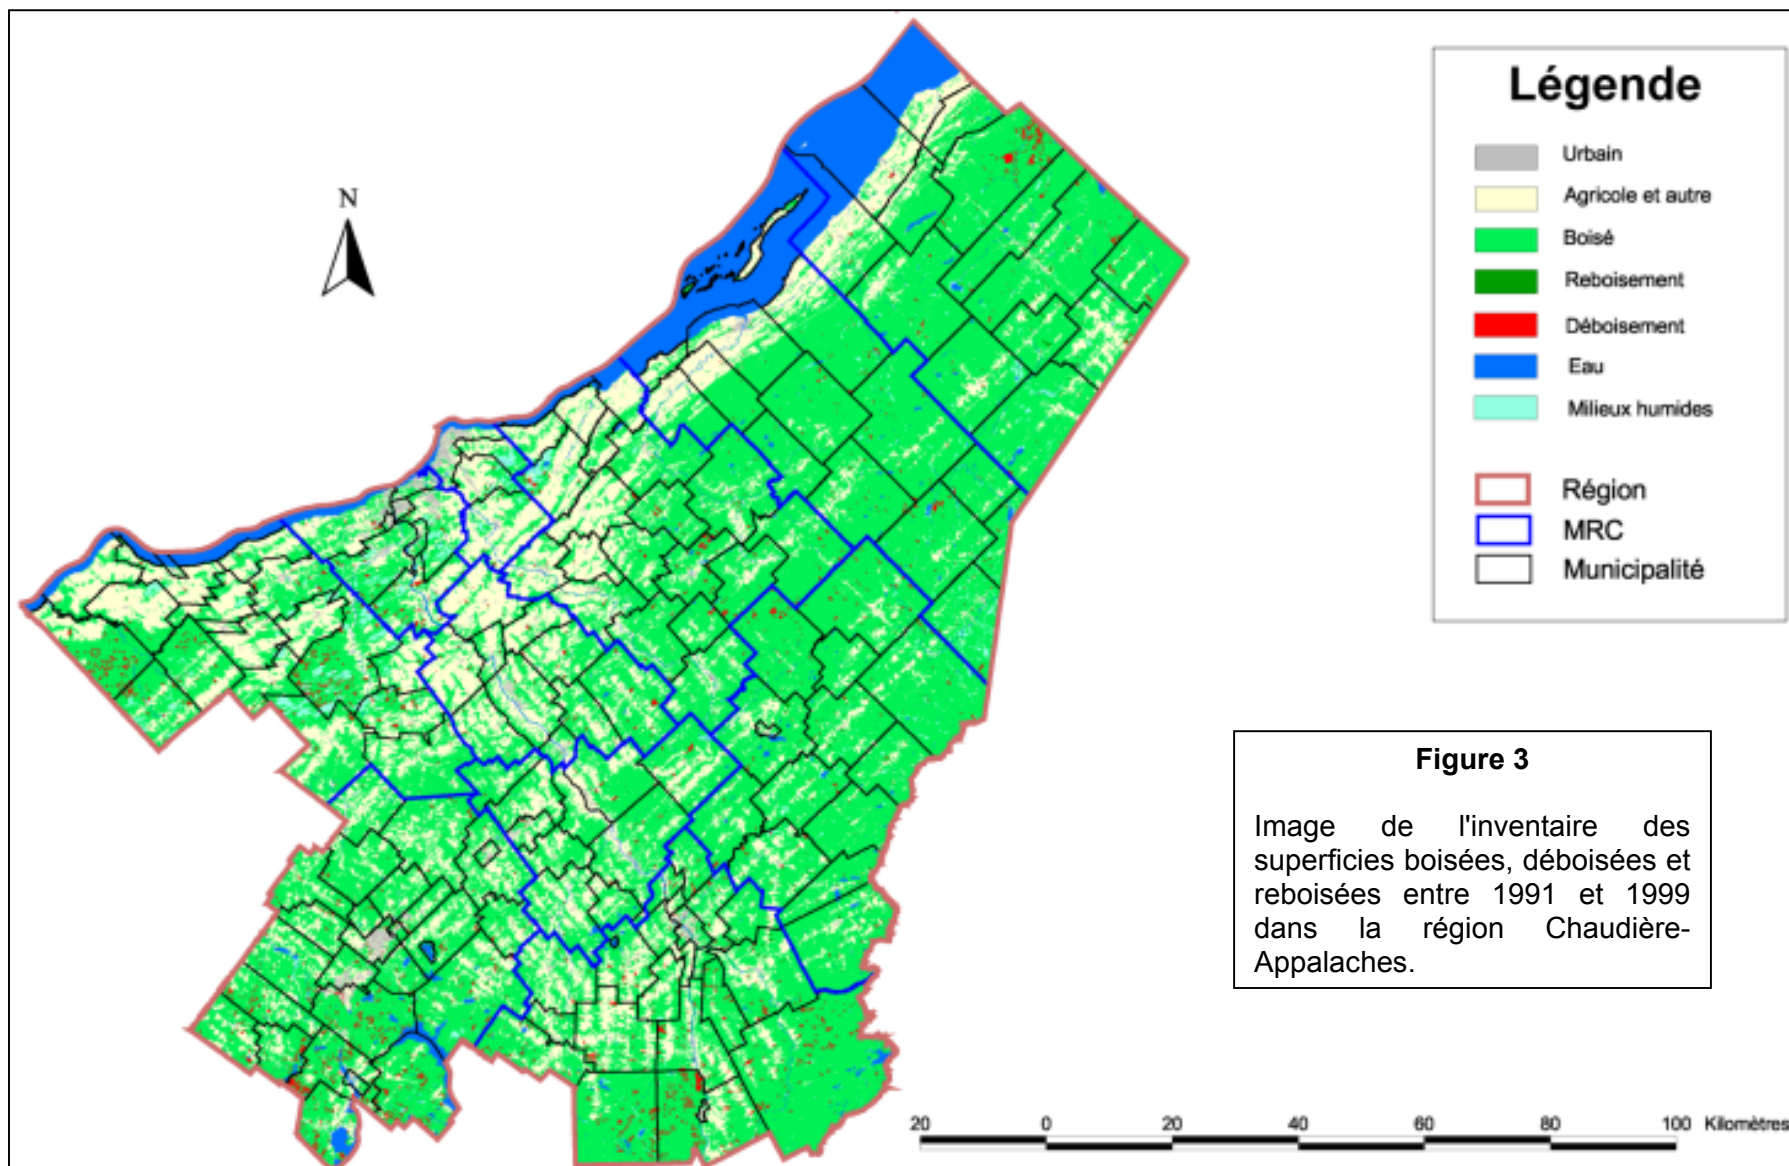 N
Légende
Urbain
Agricole et autre
Boisé
Reboisement
Déboisement
Eau
Milieux humides
Région
MRC
Municipalité
Figure 3
Image de l'inventaire des
superficies boisées, déboisées et
reboisées entre 1991 et 1999
dans la région Chaudière-
Appalaches.
20 0 20 40 60 80 100 Kilomètres